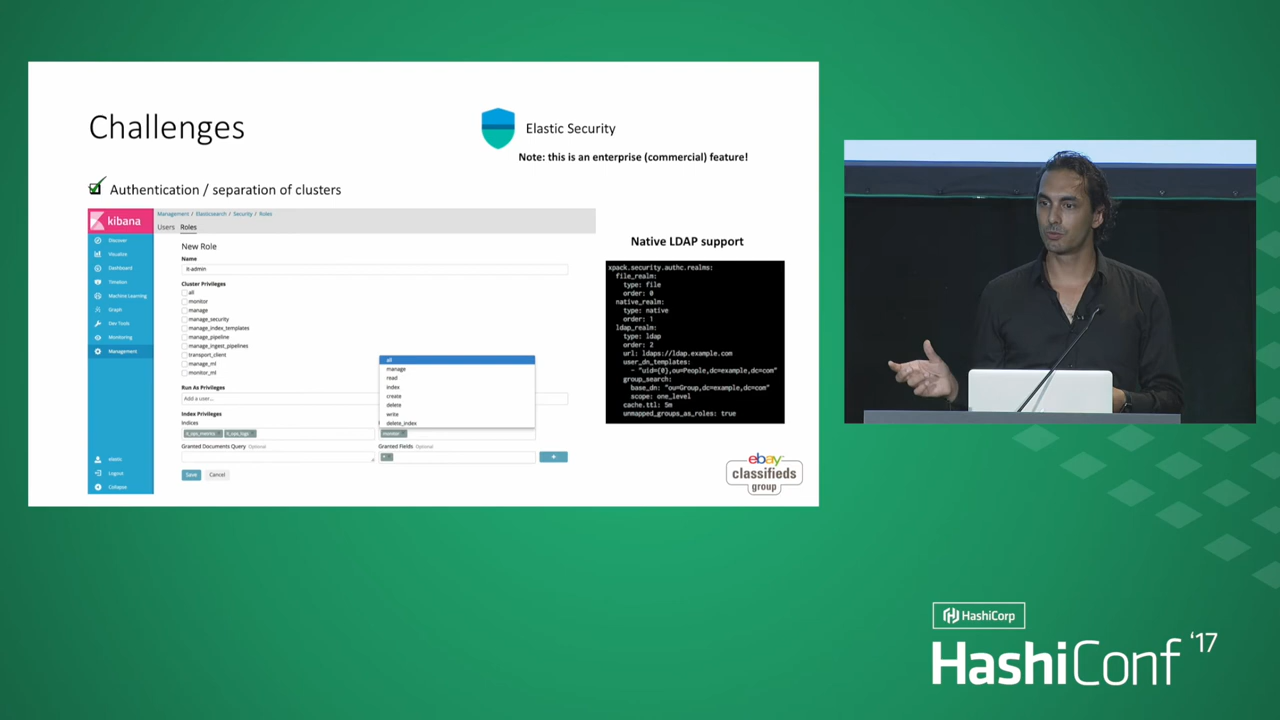 Challenges
Elastic Security
Note: this is an enterprise (commercial) feature!
Authentication / separation of clusters
kibana
Discover
Visualize
Dashboard
Timelion
Machine Learning
Graph
Dev Tools
Monitoring
Management
elastic
Logout
Collapse
Management / Elasticsearch / Security / Roles
Users Roles
New Role
Name
it-admin
Cluster Privileges
all
monitor
manage
manage_security
manage_index_templates
manage_pipeline
manage_ingest_pipelines
transport_client
manage_ml
monitor_ml
Run As Privileges
Add a user...
Index Privileges
Indices
it_ops_metrics it_ops_logs
all
manage
read
index
create
delete
write
delete_index
monitor
Granted Documents Query Optional
Granted Fields Optional
*
+
Save Cancel
Native LDAP support
xpack.security.authc.realms:
file_realm:
type: file
order: 0
native_realm:
type: native
order: 1
ldap_realm:
type: ldap
order: 2
url: ldaps://ldap.example.com
user_dn_templates:
- "uid={0},ou=People,dc=example,dc=com"
group_search:
base_dn: "ou=Group,dc=example,dc=com"
scope: one_level
cache.ttl: 5m
unmapped_groups_as_roles: true
ebay
classifieds
group
HashiCorp
HashiConf '17